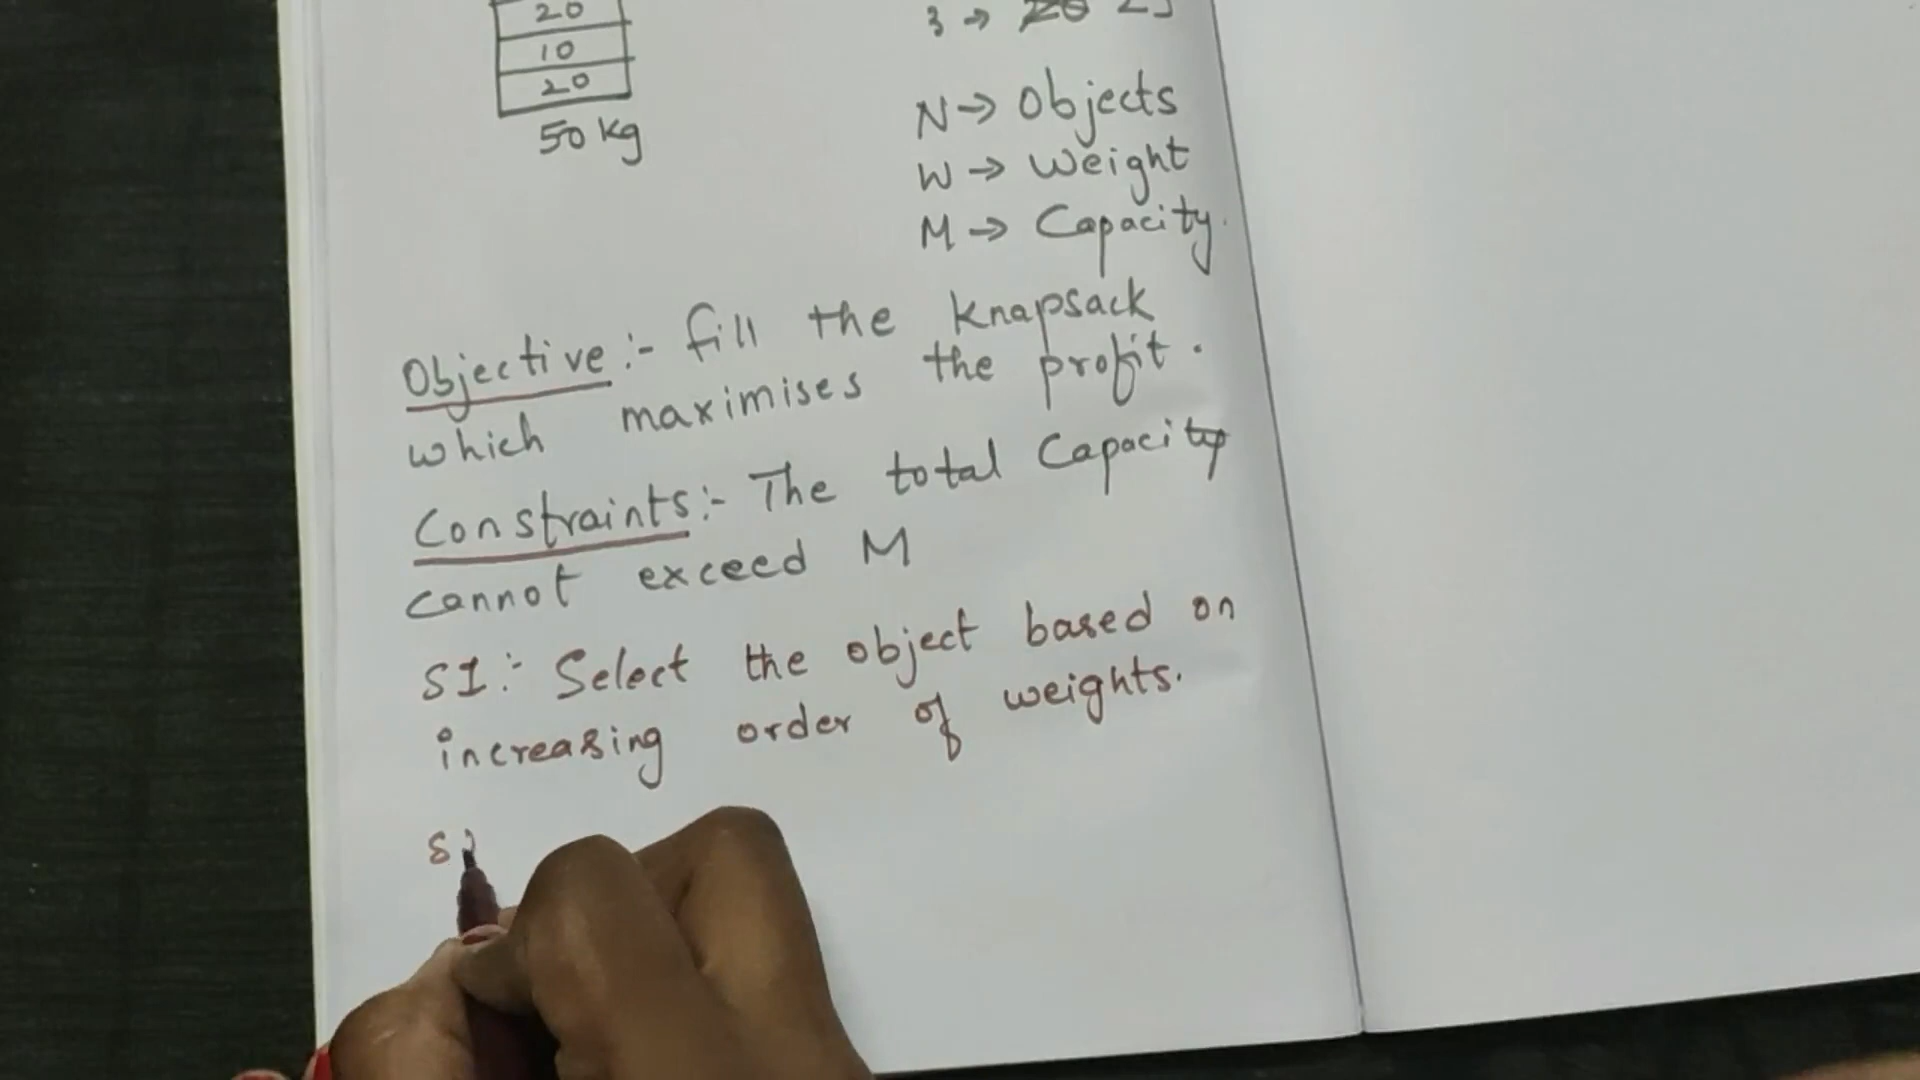 20
10
20
50 kg
3 →
N → Objects
W → Weight
M → Capacity.
Objective :- fill the knapsack
which maximises the profit.
Constraints :- The total Capacity
cannot exceed M
S1 :- Select the object based on
increasing order of weights.
S